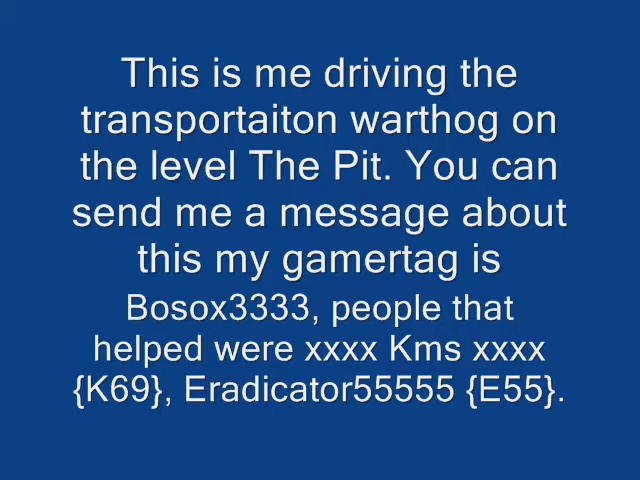 This is me driving the
transportaiton warthog on
the level The Pit. You can
send me a message about
this my gamertag is
Bosox3333, people that
helped were xxxx Kms xxxx
{K69}, Eradicator55555 {E55}.